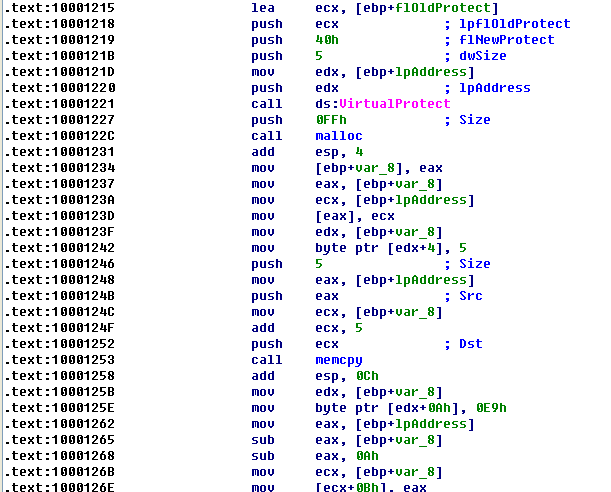 .text:10001215 lea ecx, [ebp+flOldProtect]
.text:10001218 push ecx ; lpflOldProtect
.text:10001219 push 40h ; flNewProtect
.text:1000121B push 5 ; dwSize
.text:1000121D mov edx, [ebp+lpAddress]
.text:10001220 push edx ; lpAddress
.text:10001221 call ds:VirtualProtect
.text:10001227 push 0FFh ; Size
.text:1000122C call malloc
.text:10001231 add esp, 4
.text:10001234 mov [ebp+var_8], eax
.text:10001237 mov eax, [ebp+var_8]
.text:1000123A mov ecx, [ebp+lpAddress]
.text:1000123D mov [eax], ecx
.text:1000123F mov edx, [ebp+var_8]
.text:10001242 mov byte ptr [edx+4], 5
.text:10001246 push 5 ; Size
.text:10001248 mov eax, [ebp+lpAddress]
.text:1000124B push eax ; Src
.text:1000124C mov ecx, [ebp+var_8]
.text:1000124F add ecx, 5
.text:10001252 push ecx ; Dst
.text:10001253 call memcpy
.text:10001258 add esp, 0Ch
.text:1000125B mov edx, [ebp+var_8]
.text:1000125E mov byte ptr [edx+0Ah], 0E9h
.text:10001262 mov eax, [ebp+lpAddress]
.text:10001265 sub eax, [ebp+var_8]
.text:10001268 sub eax, 0Ah
.text:1000126B mov ecx, [ebp+var_8]
.text:1000126E mov [ecx+0Bh], eax